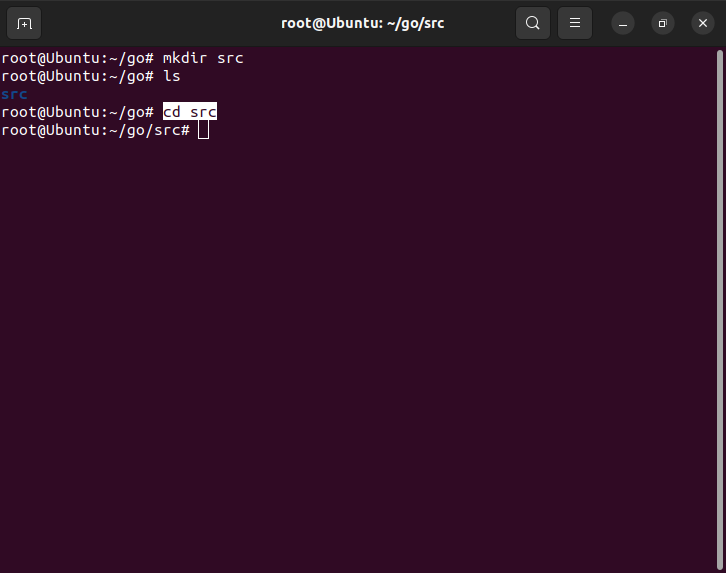 root@Ubuntu: ~/go/src
root@Ubuntu:~/go# mkdir src
root@Ubuntu:~/go# ls
src
root@Ubuntu:~/go# cd src
root@Ubuntu:~/go/src#